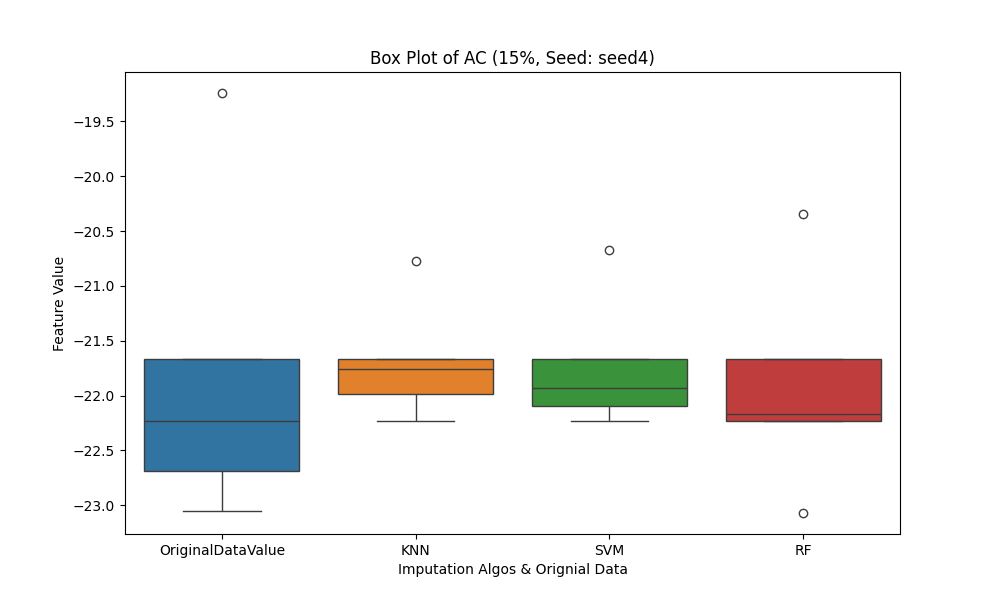 Box Plot of AC (15%, Seed: seed4)
−19.5
−20.0
−20.5
−21.0
−21.5
−22.0
−22.5
−23.0
Feature Value
OriginalDataValue KNN SVM RF
Imputation Algos & Orignial Data